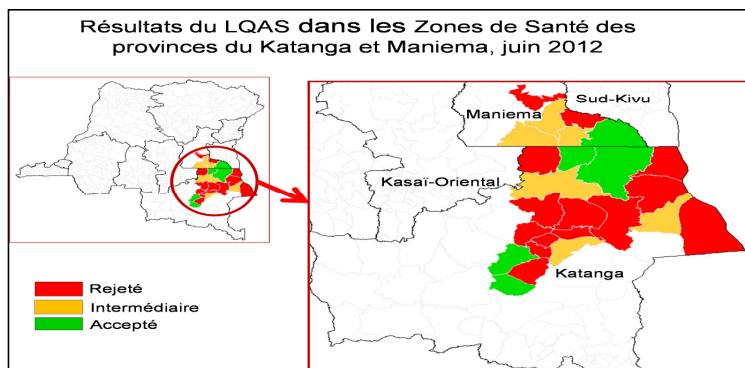 Résultats du LQAS dans les Zones de Santé des
provinces du Katanga et Maniema, juin 2012
Sud-Kivu
Maniema
Kasaï-Oriental
Katanga
Rejeté
Intermédiaire
Accepté